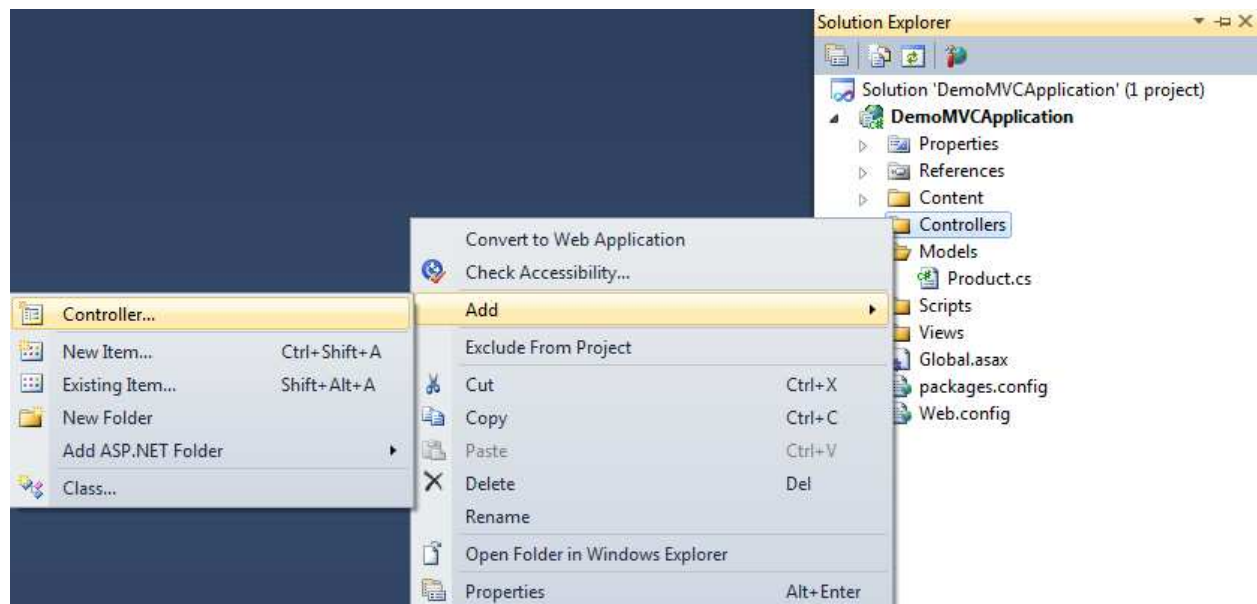 Solution Explorer
Solution 'DemoMVCApplication' (1 project)
DemoMVCApplication
Properties
References
Content
Controllers
Models
Product.cs
Scripts
Views
Global.asax
packages.config
Web.config
Convert to Web Application
Check Accessibility...
Add
Exclude From Project
Cut Ctrl+X
Copy Ctrl+C
Paste Ctrl+V
Delete Del
Rename
Open Folder in Windows Explorer
Properties Alt+Enter
Controller...
New Item... Ctrl+Shift+A
Existing Item... Shift+Alt+A
New Folder
Add ASP.NET Folder
Class...